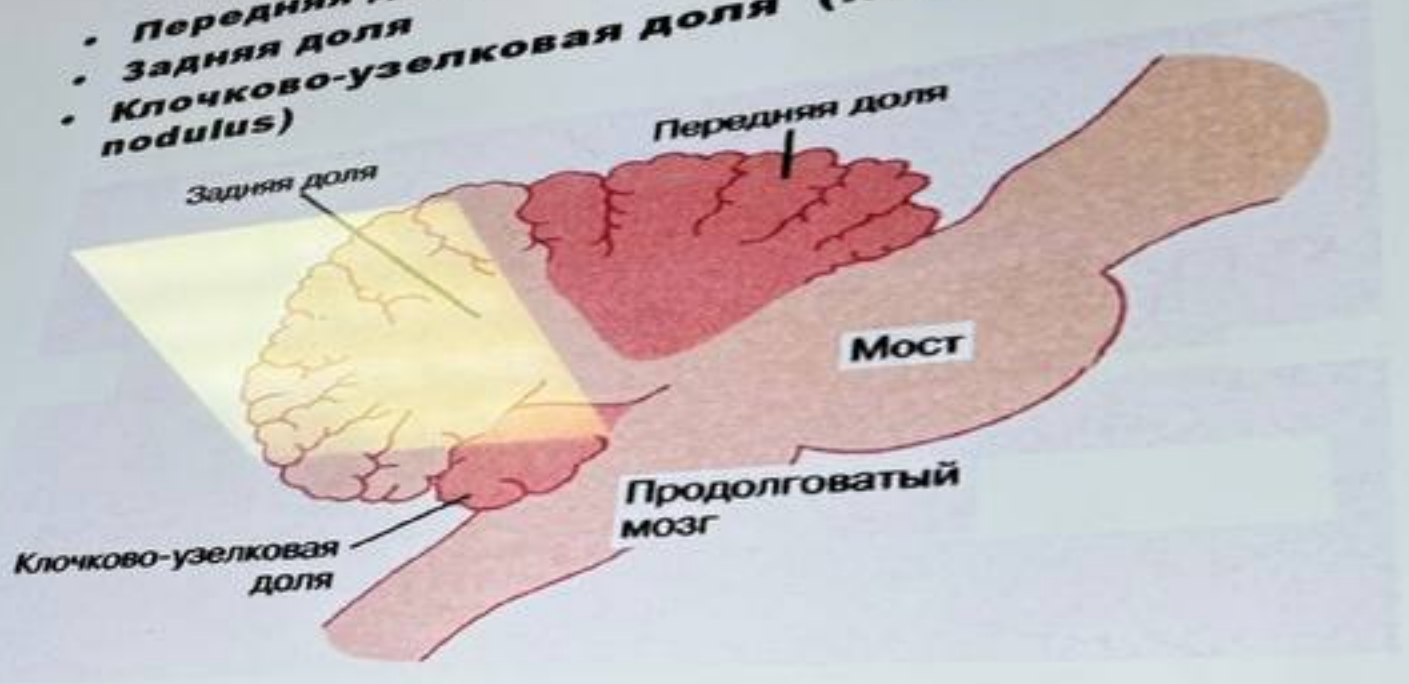 • Передняя
• Задняя доля
• Клочково-узелковая доля (
nodulus)
Передняя доля
Задняя доля
Мост
Продолговатый
мозг
Клочково-узелковая
доля